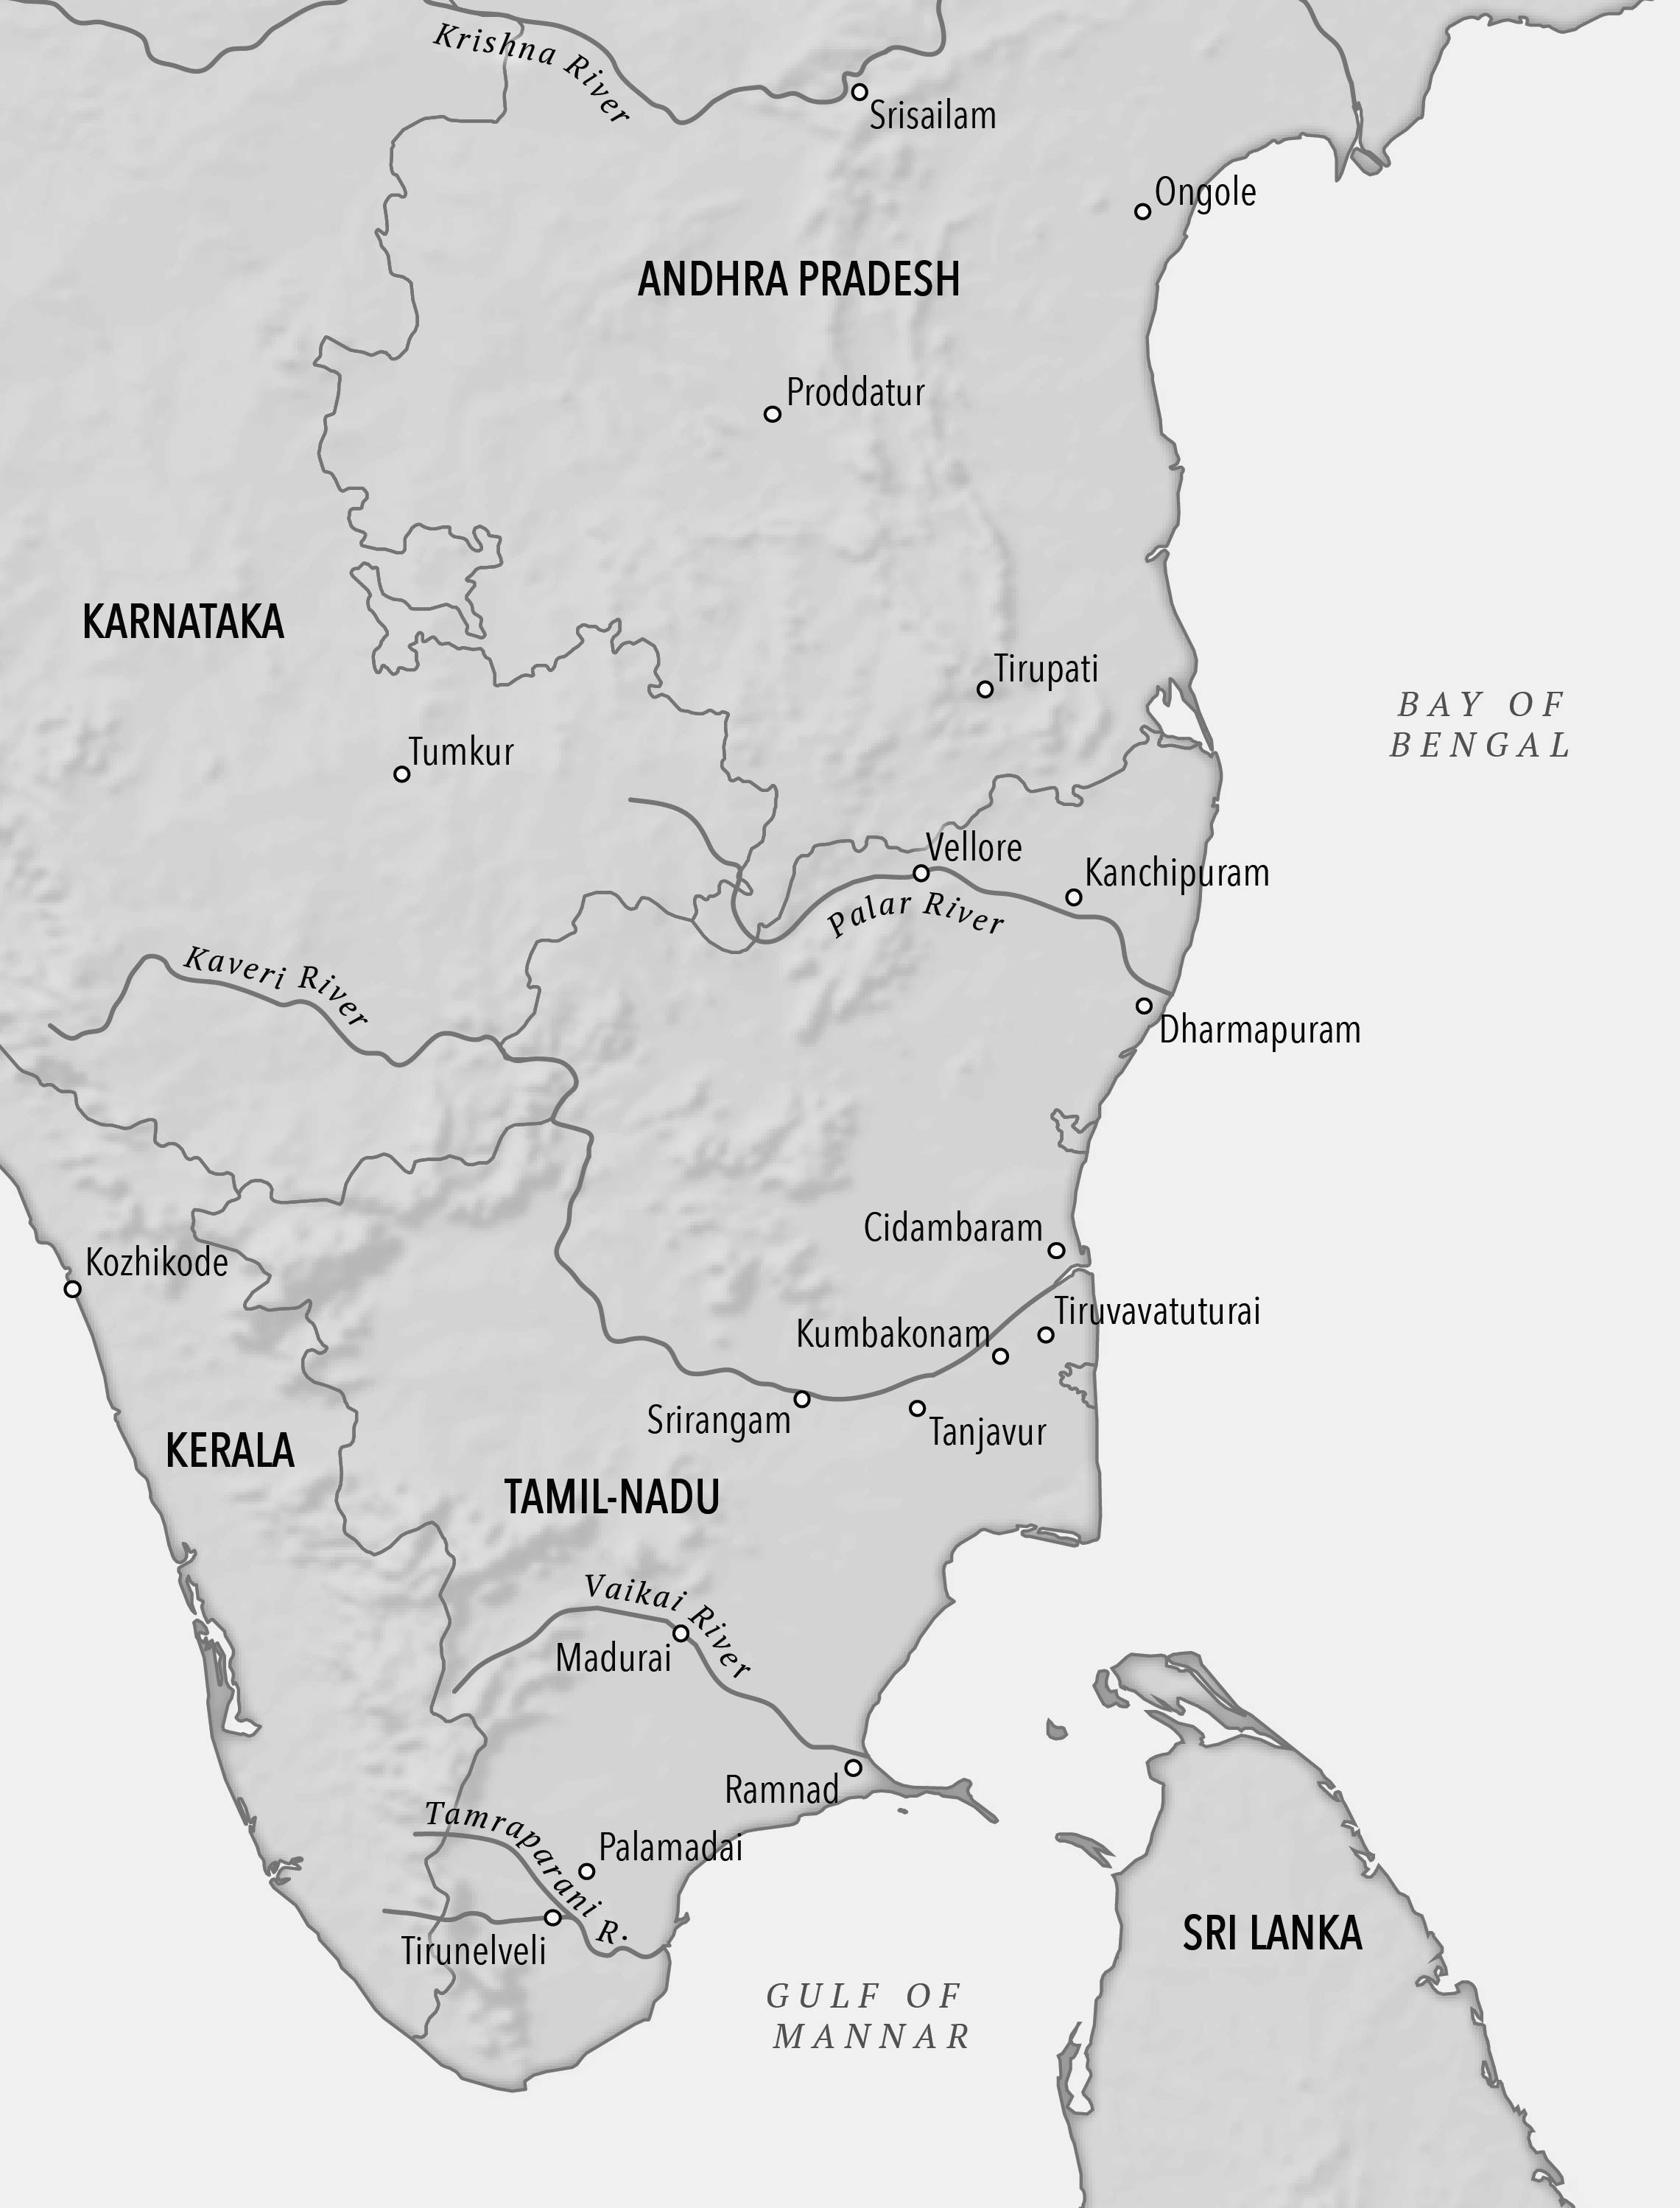 Krishna River
Srisailam
Ongole
ANDHRA PRADESH
Proddatur
KARNATAKA
Tirupati
BAY OF
BENGAL
Tumkur
Vellore
Kanchipuram
Palar River
Kaveri River
Dharmapuram
Cidambaram
Kozhikode
Tiruvavatuturai
Kumbakonam
Srirangam
Tanjavur
KERALA
TAMIL-NADU
Vaikai River
Madurai
Ramnad
Tamraparani R.
Palamadai
Tirunelveli
SRI LANKA
GULF OF
MANNAR